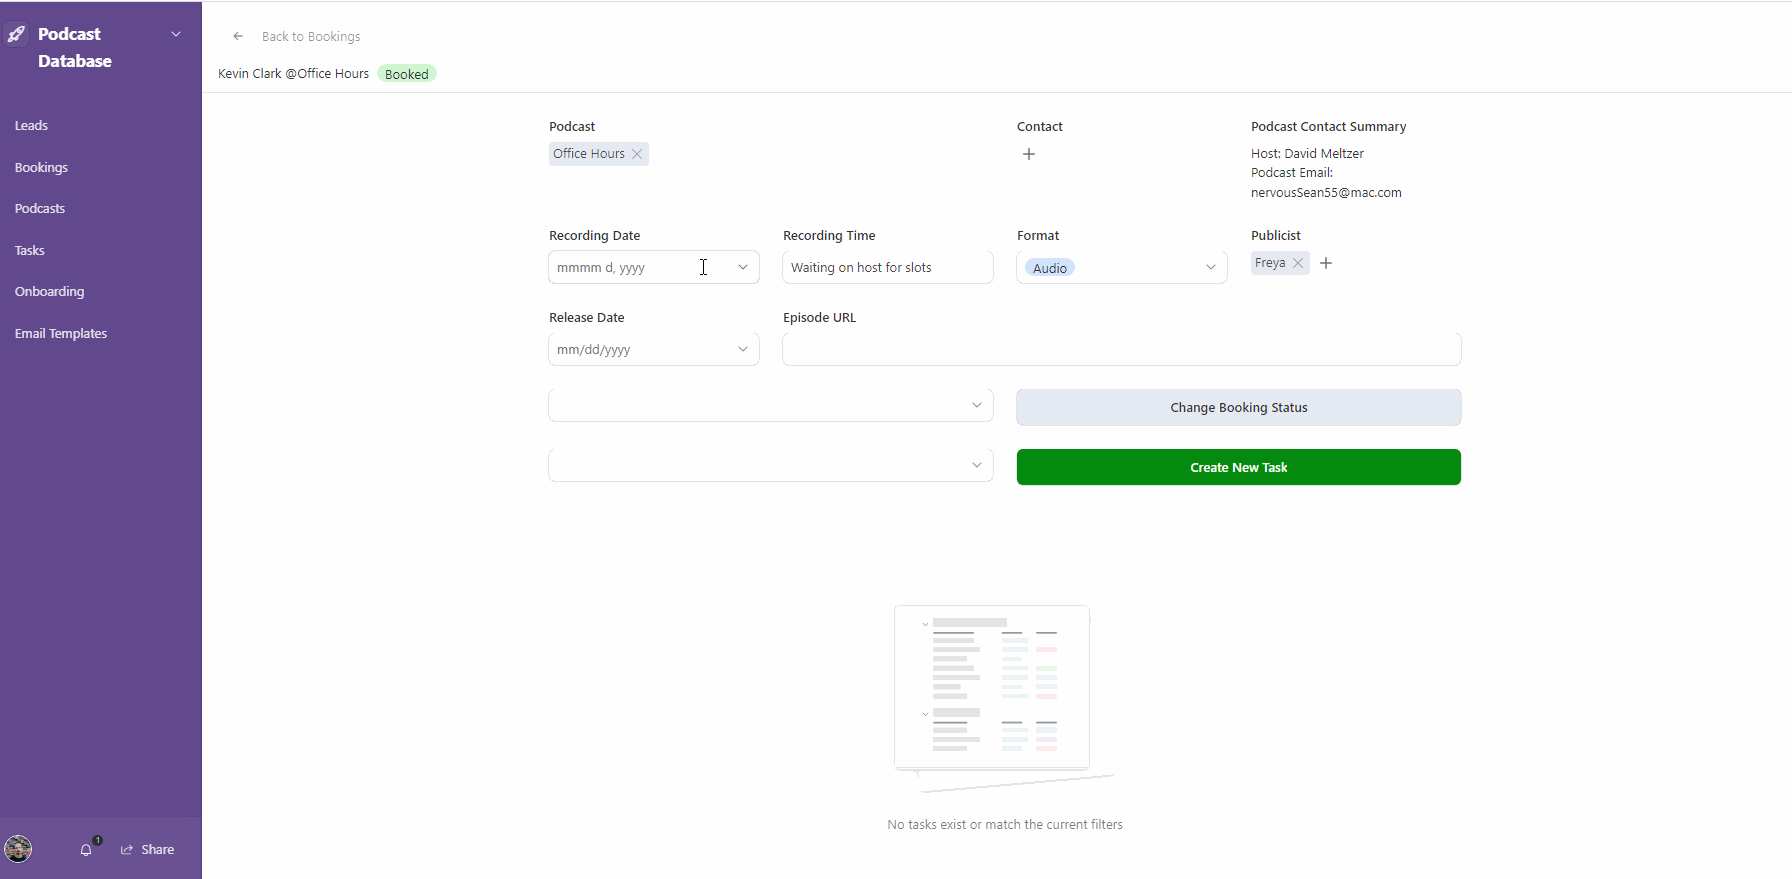 Podcast
Database
Leads
Bookings
Podcasts
Tasks
Onboarding
Email Templates
1
Share
Back to Bookings
Kevin Clark @Office Hours Booked
Podcast
Office Hours
Contact
Podcast Contact Summary
Host: David Meltzer
Podcast Email:
nervousSean55@mac.com
Recording Date
mmmm d, yyyy
Recording Time
Waiting on host for slots
Format
Audio
Publicist
Freya
Release Date
mm/dd/yyyy
Episode URL
Change Booking Status
Create New Task
No tasks exist or match the current filters